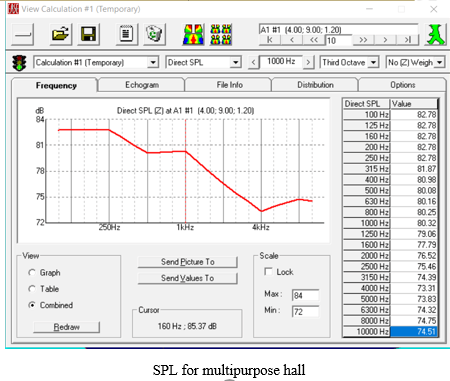 View Calculation #1 (Temporary)
A1 #1 (4.00; 9.00; 1.20)
|< < 10 >> > >|
Calculation #1 (Temporary) Direct SPL < 1000 Hz > Third Octave No (Z) Weigh
Frequency Echogram File Info Distribution Options
dB Direct SPL (Z) at A1 #1 (4.00; 9.00; 1.20)
84
81
78
75
72
250Hz 1kHz 4kHz
Direct SPL Value
100 Hz 82.78
125 Hz 82.78
160 Hz 82.78
200 Hz 82.78
250 Hz 82.78
315 Hz 81.87
400 Hz 80.98
500 Hz 80.08
630 Hz 80.16
800 Hz 80.25
1000 Hz 80.32
1250 Hz 79.06
1600 Hz 77.79
2000 Hz 76.52
2500 Hz 75.46
3150 Hz 74.39
4000 Hz 73.31
5000 Hz 73.83
6300 Hz 74.32
8000 Hz 74.75
10000 Hz 74.51
View
Graph
Table
Combined
Redraw
Send Picture To
Send Values To
Cursor
160 Hz ; 85.37 dB
Scale
Lock
Max : 84
Min : 72
SPL for multipurpose hall